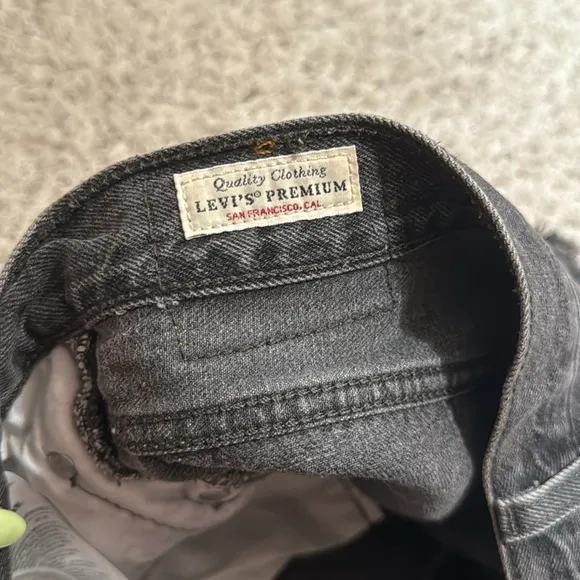 Quality Clothing
LEVI'S® PREMIUM
SAN FRANCISCO, CAL.